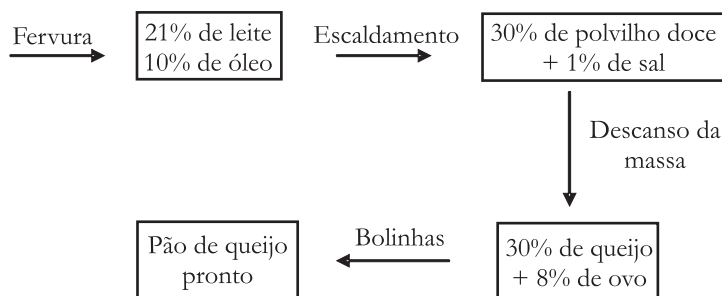 Fervura
21% de leite
10% de óleo
Escaldamento
30% de polvilho doce
+ 1% de sal
Descanso da
massa
30% de queijo
+ 8% de ovo
Bolinhas
Pão de queijo
pronto